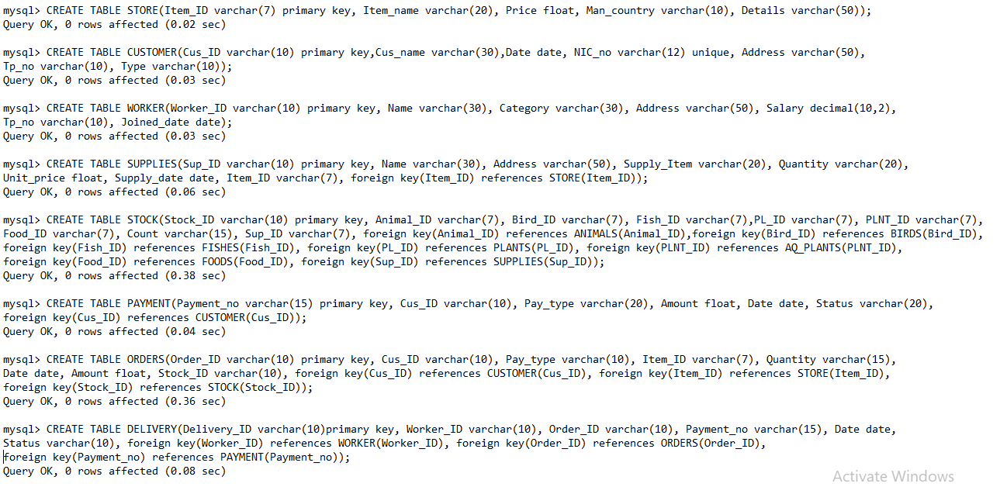 mysql> CREATE TABLE STORE(Item_ID varchar(7) primary key, Item_name varchar(20), Price float, Man_country varchar(10), Details varchar(50));
Query OK, 0 rows affected (0.02 sec)
mysql> CREATE TABLE CUSTOMER(Cus_ID varchar(10) primary key,Cus_name varchar(30),Date date, NIC_no varchar(12) unique, Address varchar(50),
Tp_no varchar(10), Type varchar(10));
Query OK, 0 rows affected (0.03 sec)
mysql> CREATE TABLE WORKER(Worker_ID varchar(10) primary key, Name varchar(30), Category varchar(30), Address varchar(50), Salary decimal(10,2),
Tp_no varchar(10), Joined_date date);
Query OK, 0 rows affected (0.03 sec)
mysql> CREATE TABLE SUPPLIES(Sup_ID varchar(10) primary key, Name varchar(30), Address varchar(50), Supply_Item varchar(20), Quantity varchar(20),
Unit_price float, Supply_date date, Item_ID varchar(7), foreign key(Item_ID) references STORE(Item_ID));
Query OK, 0 rows affected (0.06 sec)
mysql> CREATE TABLE STOCK(Stock_ID varchar(10) primary key, Animal_ID varchar(7), Bird_ID varchar(7), Fish_ID varchar(7),PL_ID varchar(7), PLNT_ID varchar(7),
Food_ID varchar(7), Count varchar(15), Sup_ID varchar(7), foreign key(Animal_ID) references ANIMALS(Animal_ID),foreign key(Bird_ID) references BIRDS(Bird_ID),
foreign key(Fish_ID) references FISHES(Fish_ID), foreign key(PL_ID) references PLANTS(PL_ID), foreign key(PLNT_ID) references AQ_PLANTS(PLNT_ID),
foreign key(Food_ID) references FOODS(Food_ID), foreign key(Sup_ID) references SUPPLIES(Sup_ID));
Query OK, 0 rows affected (0.38 sec)
mysql> CREATE TABLE PAYMENT(Payment_no varchar(15) primary key, Cus_ID varchar(10), Pay_type varchar(20), Amount float, Date date, Status varchar(20),
foreign key(Cus_ID) references CUSTOMER(Cus_ID));
Query OK, 0 rows affected (0.04 sec)
mysql> CREATE TABLE ORDERS(Order_ID varchar(10) primary key, Cus_ID varchar(10), Pay_type varchar(10), Item_ID varchar(7), Quantity varchar(15),
Date date, Amount float, Stock_ID varchar(10), foreign key(Cus_ID) references CUSTOMER(Cus_ID), foreign key(Item_ID) references STORE(Item_ID),
foreign key(Stock_ID) references STOCK(Stock_ID));
Query OK, 0 rows affected (0.36 sec)
mysql> CREATE TABLE DELIVERY(Delivery_ID varchar(10)primary key, Worker_ID varchar(10), Order_ID varchar(10), Payment_no varchar(15), Date date,
Status varchar(10), foreign key(Worker_ID) references WORKER(Worker_ID), foreign key(Order_ID) references ORDERS(Order_ID),
foreign key(Payment_no) references PAYMENT(Payment_no));
Query OK, 0 rows affected (0.08 sec)
Activate Windows